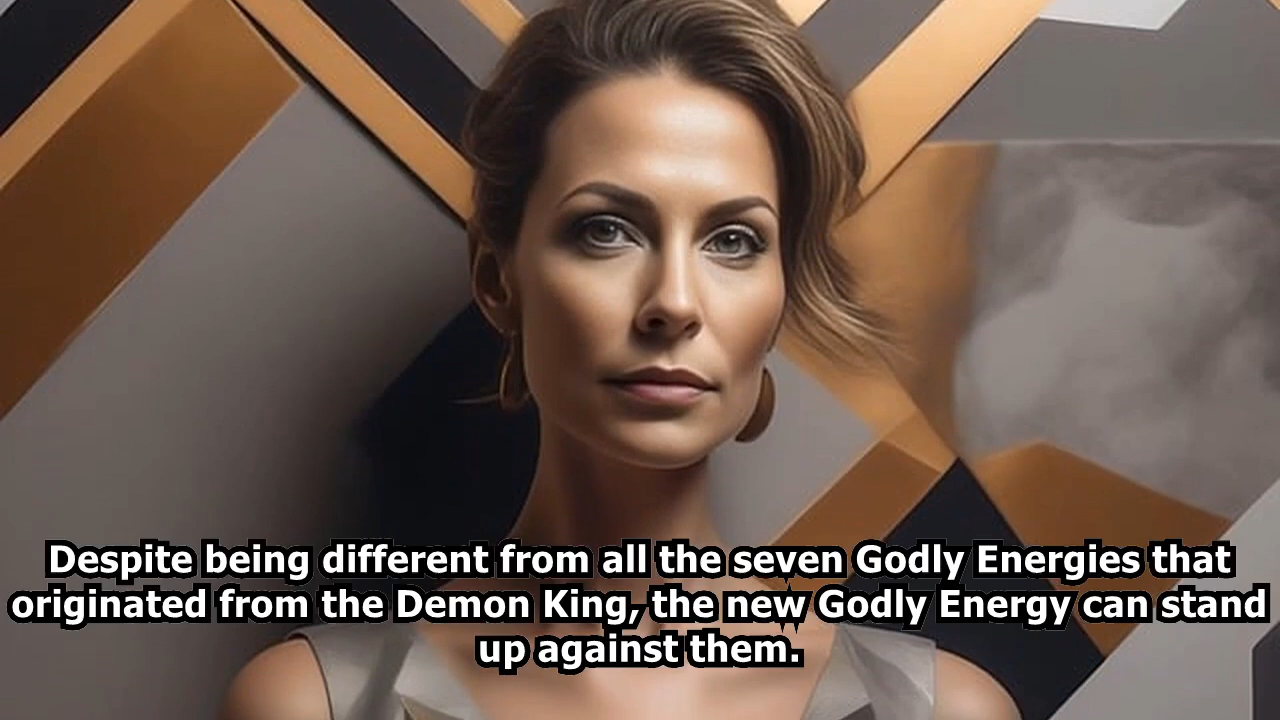 Despite being different from all the seven Godly Energies that
originated from the Demon King, the new Godly Energy can stand
up against them.